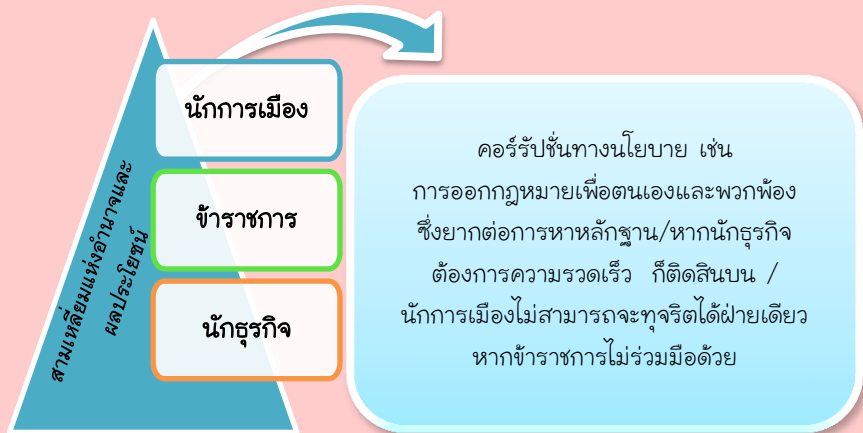 สามเหลี่ยมแห่งอำนาจและ
ผลประโยชน์
นักการเมือง
ข้าราชการ
นักธุรกิจ
คอร์รัปชั่นทางนโยบาย เช่น
การออกกฎหมายเพื่อตนเองและพวกพ้อง
ซึ่งยากต่อการหาหลักฐาน/หากนักธุรกิจ
ต้องการความรวดเร็ว ก็ติดสินบน /
นักการเมืองไม่สามารถจะทุจริตได้ฝ่ายเดียว
หากข้าราชการไม่ร่วมมือด้วย